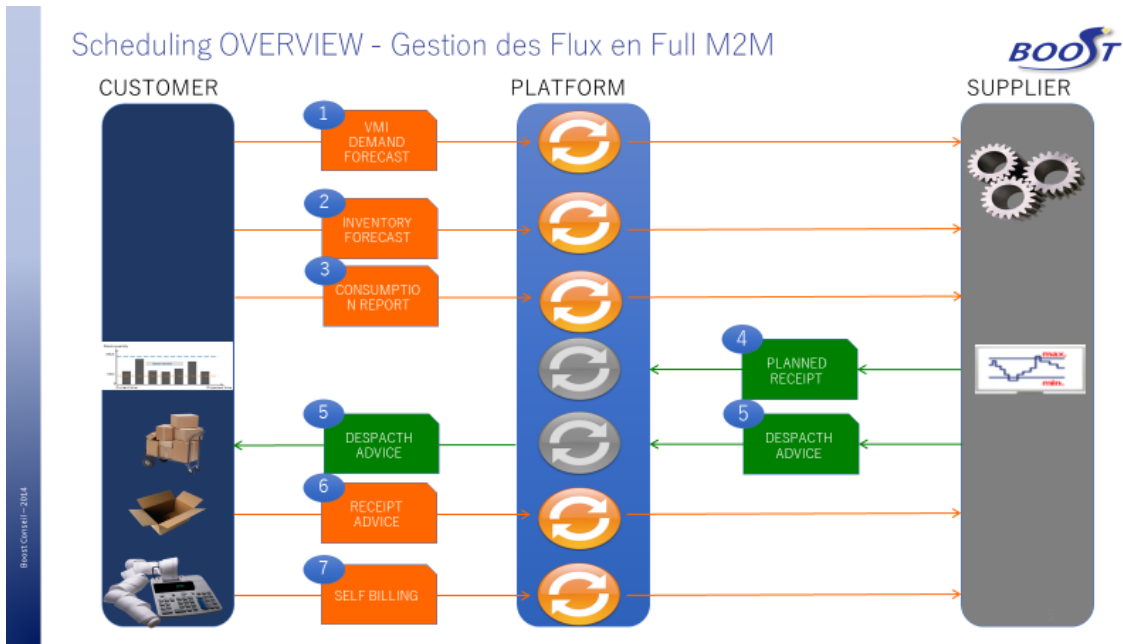 Scheduling OVERVIEW - Gestion des Flux en Full M2M
BOOST
CUSTOMER
PLATFORM
SUPPLIER
1
VMI
DEMAND
FORECAST
2
INVENTORY
FORECAST
3
CONSUMPTIO
N REPORT
4
PLANNED
RECEIPT
max.
min.
5
DESPACTH
ADVICE
5
DESPACTH
ADVICE
6
RECEIPT
ADVICE
7
SELF BILLING
Boost Conseil – 2014